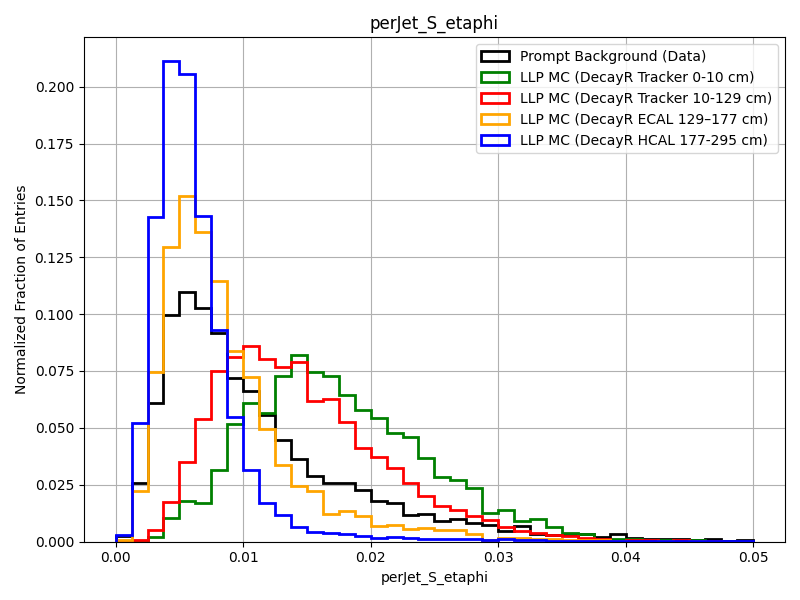 perJet_S_etaphi
Prompt Background (Data)
LLP MC (DecayR Tracker 0-10 cm)
LLP MC (DecayR Tracker 10-129 cm)
LLP MC (DecayR ECAL 129–177 cm)
LLP MC (DecayR HCAL 177-295 cm)
Normalized Fraction of Entries
0.200
0.175
0.150
0.125
0.100
0.075
0.050
0.025
0.000
0.00 0.01 0.02 0.03 0.04 0.05
perJet_S_etaphi